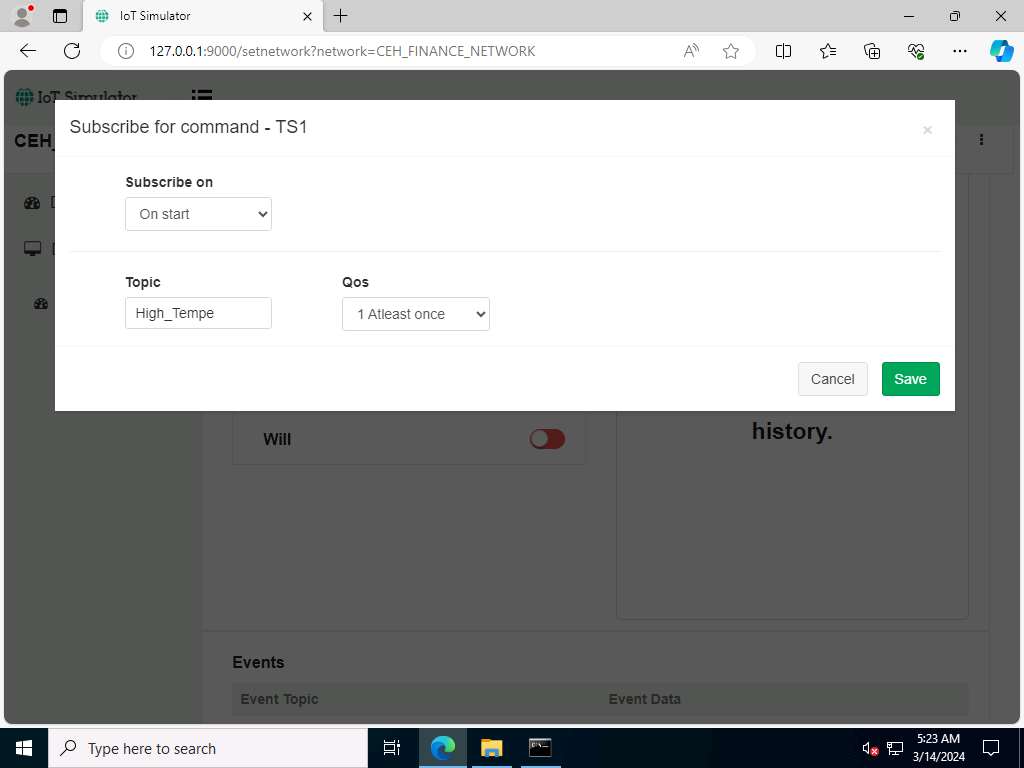 IoT Simulator
127.0.0.1:9000/setnetwork?network=CEH_FINANCE_NETWORK
IoT Simulator
Subscribe for command - TS1
×
CEH_
Subscribe on
On start
Topic
Qos
High_Tempe
1 Atleast once
Cancel
Save
Will
history.
Events
Event Topic
Event Data
Type here to search
5:23 AM
3/14/2024